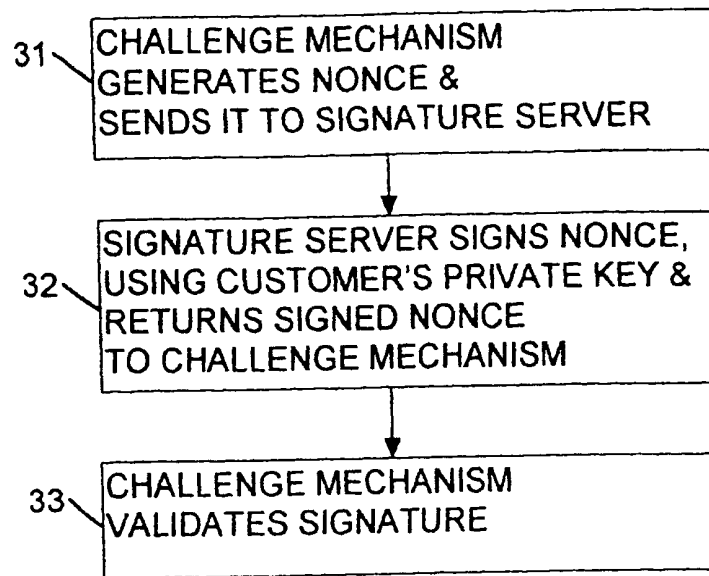 31
CHALLENGE MECHANISM
GENERATES NONCE &
SENDS IT TO SIGNATURE SERVER
32
SIGNATURE SERVER SIGNS NONCE,
USING CUSTOMER'S PRIVATE KEY &
RETURNS SIGNED NONCE
TO CHALLENGE MECHANISM
33
CHALLENGE MECHANISM
VALIDATES SIGNATURE